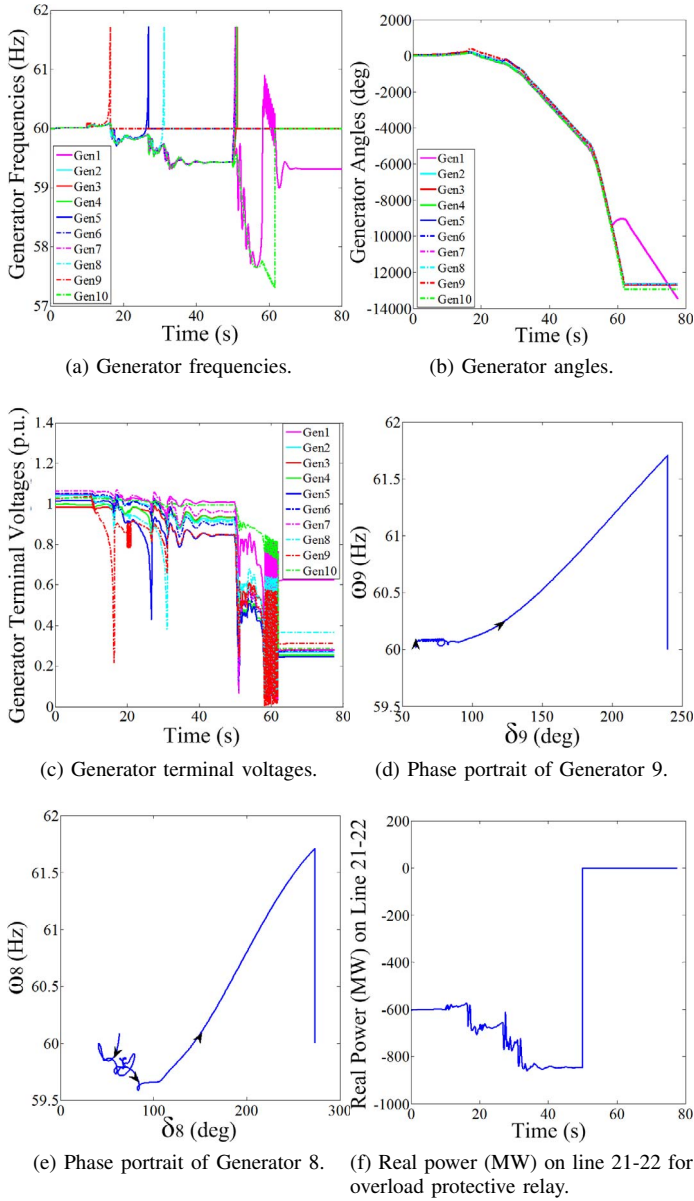 62
61
60
59
58
57
0
20
40
60
80
Generator Frequencies (Hz)
Time (s)
Gen1
Gen2
Gen3
Gen4
Gen5
Gen6
Gen7
Gen8
Gen9
Gen10
(a) Generator frequencies.
2000
0
-2000
-4000
-6000
-8000
-10000
-12000
-14000
0
20
40
60
80
Generator Angles (deg)
Time (s)
Gen1
Gen2
Gen3
Gen4
Gen5
Gen6
Gen7
Gen8
Gen9
Gen10
(b) Generator angles.
1.4
1.2
1
0.8
0.6
0.4
0.2
0
0
20
40
60
80
Generator Terminal Voltages (p.u.)
Time (s)
Gen1
Gen2
Gen3
Gen4
Gen5
Gen6
Gen7
Gen8
Gen9
Gen10
(c) Generator terminal voltages.
62
61.5
61
60.5
60
59.5
50
100
150
200
250
ω9 (Hz)
δ9 (deg)
(d) Phase portrait of Generator 9.
62
61.5
61
60.5
60
59.5
0
100
200
300
ω8 (Hz)
δ8 (deg)
(e) Phase portrait of Generator 8.
200
0
-200
-400
-600
-800
-1000
0
20
40
60
80
Real Power (MW) on Line 21-22
Time (s)
(f) Real power (MW) on line 21-22 for
overload protective relay.